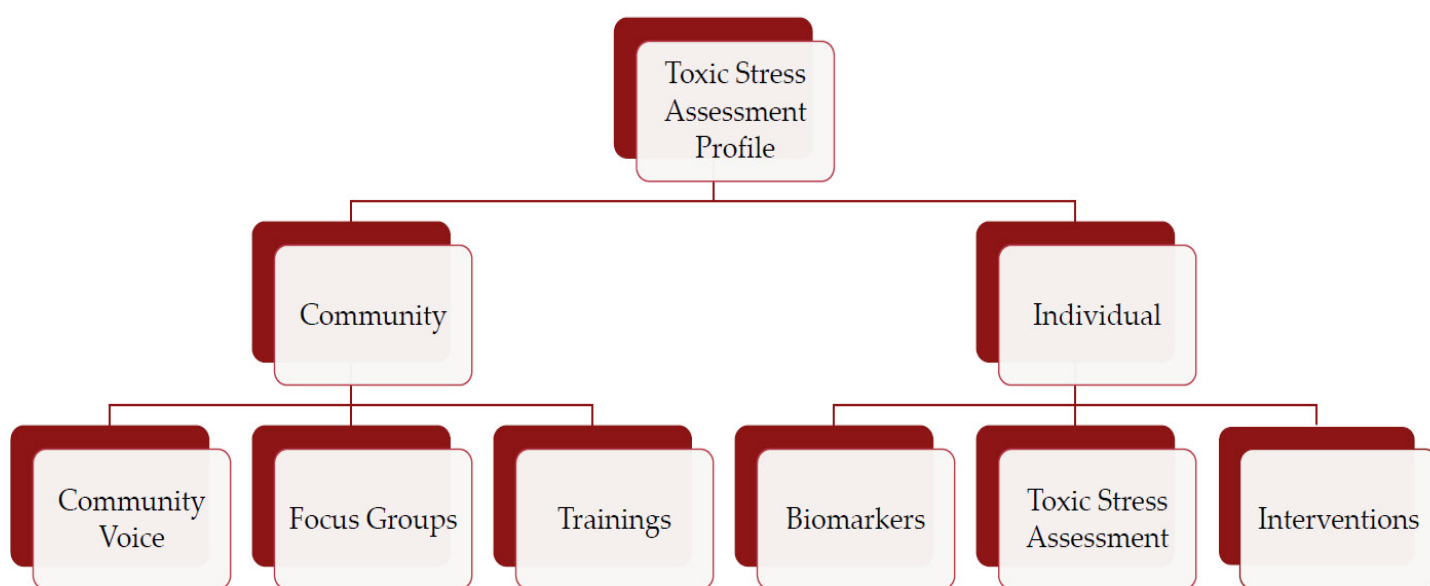 Toxic Stress
Assessment
Profile
Community
Individual
Community
Voice
Focus Groups
Trainings
Biomarkers
Toxic Stress
Assessment
Interventions